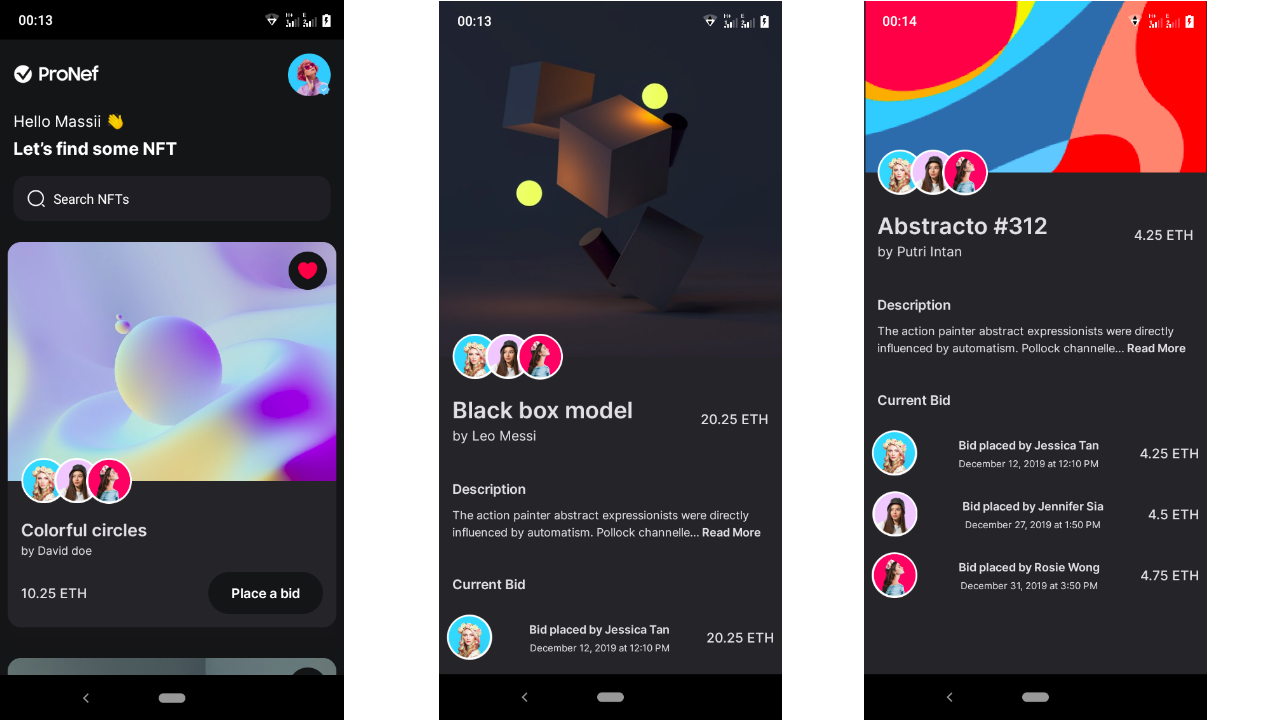 00:13
H+
E
ProNef
Hello Massii 👋
Let's find some NFT
Search NFTs
Colorful circles
by David doe
10.25 ETH
Place a bid
00:13
H+
E
Black box model
20.25 ETH
by Leo Messi
Description
The action painter abstract expressionists were directly
influenced by automatism. Pollock channelle... Read More
Current Bid
Bid placed by Jessica Tan
December 12, 2019 at 12:10 PM
20.25 ETH
00:14
H+
E
Abstracto #312
4.25 ETH
by Putri Intan
Description
The action painter abstract expressionists were directly
influenced by automatism. Pollock channelle... Read More
Current Bid
Bid placed by Jessica Tan
December 12, 2019 at 12:10 PM
4.25 ETH
Bid placed by Jennifer Sia
December 27, 2019 at 1:50 PM
4.5 ETH
Bid placed by Rosie Wong
December 31, 2019 at 3:50 PM
4.75 ETH